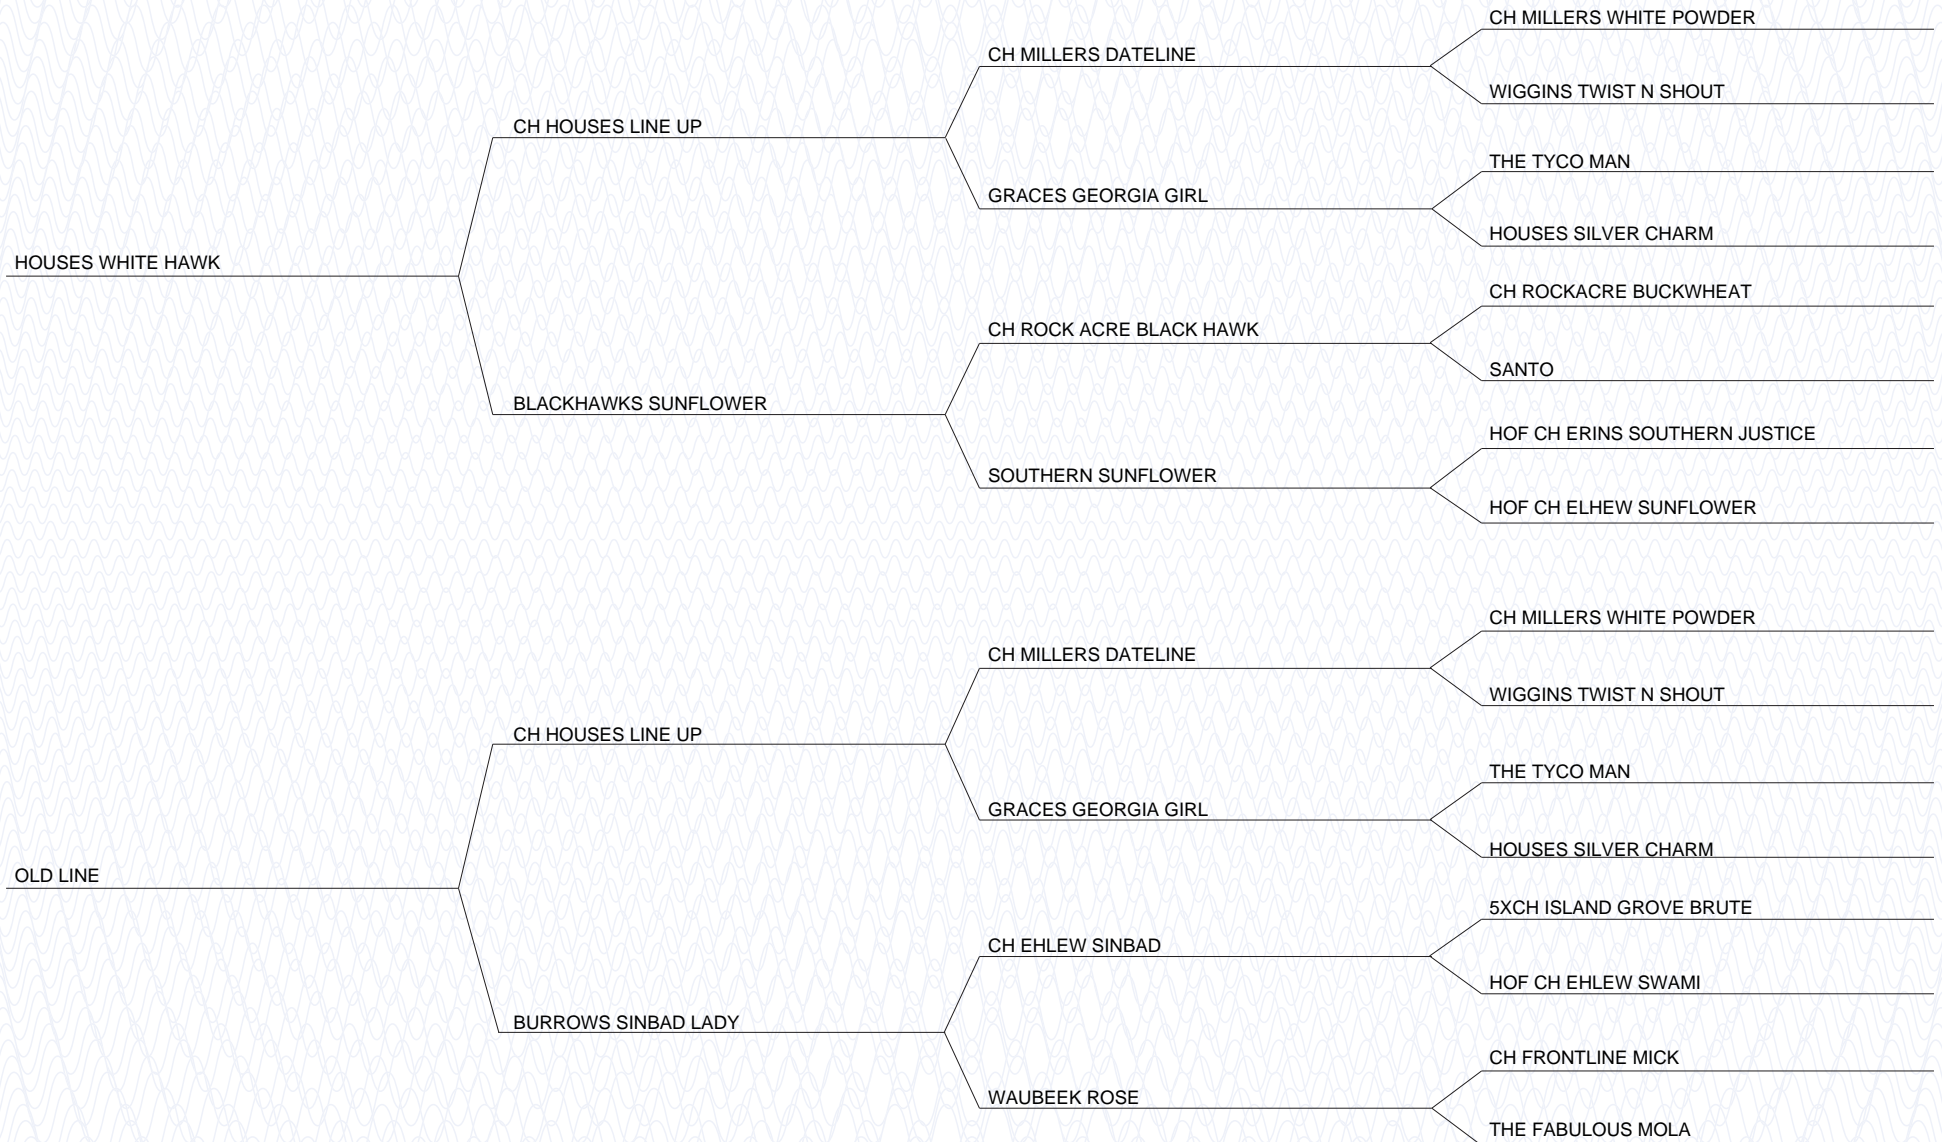 CH MILLERS WHITE POWDER
CH MILLERS DATELINE
WIGGINS TWIST N SHOUT
CH HOUSES LINE UP
THE TYCO MAN
GRACES GEORGIA GIRL
HOUSES SILVER CHARM
HOUSES WHITE HAWK
CH ROCKACRE BUCKWHEAT
CH ROCK ACRE BLACK HAWK
SANTO
BLACKHAWKS SUNFLOWER
HOF CH ERINS SOUTHERN JUSTICE
SOUTHERN SUNFLOWER
HOF CH ELHEW SUNFLOWER
CH MILLERS WHITE POWDER
CH MILLERS DATELINE
WIGGINS TWIST N SHOUT
CH HOUSES LINE UP
THE TYCO MAN
GRACES GEORGIA GIRL
HOUSES SILVER CHARM
OLD LINE
5XCH ISLAND GROVE BRUTE
CH EHLEW SINBAD
HOF CH EHLEW SWAMI
BURROWS SINBAD LADY
CH FRONTLINE MICK
WAUBEEK ROSE
THE FABULOUS MOLA